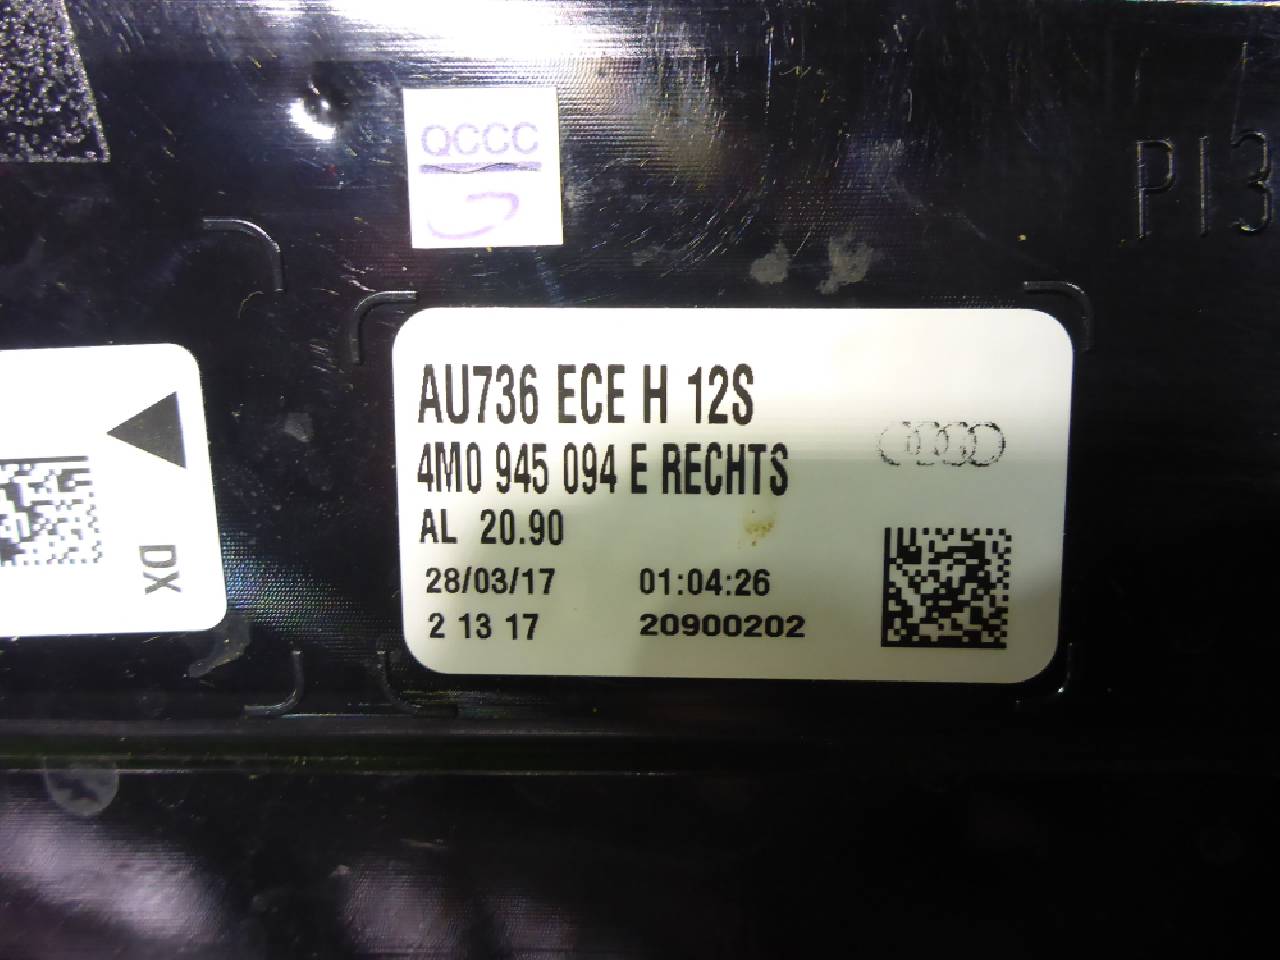 QCCC
PI3
AU736 ECE H 12S
4M0 945 094 E RECHTS
AL 20.90
28/03/17 01:04:26
2 13 17 20900202
DX